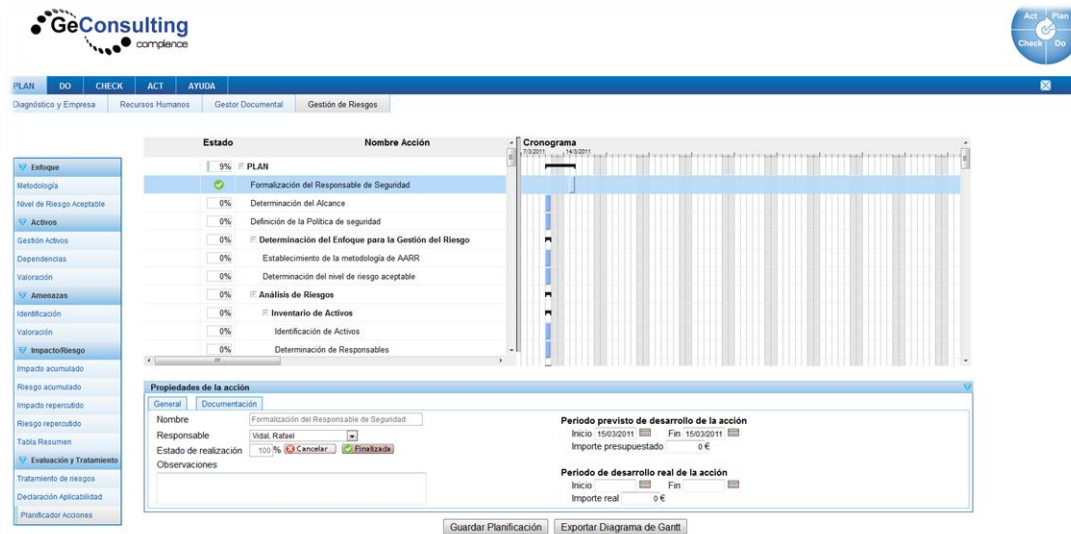 GeConsulting
compliance
Act Plan
Check Do
PLAN DO CHECK ACT AYUDA
Diagnóstico y Empresa Recursos Humanos Gestor Documental Gestión de Riesgos
Enfoque
Metodología
Nivel de Riesgo Aceptable
Activos
Gestión Activos
Dependencias
Valoración
Amenazas
Identificación
Valoración
Impacto/Riesgo
Impacto acumulado
Riesgo acumulado
Impacto repercutido
Riesgo repercutido
Tabla Resumen
Evaluación y Tratamiento
Tratamiento de riesgos
Declaración Aplicabilidad
Planificador Acciones
Estado Nombre Acción Cronograma
7/3/2011 14/3/2011
9% PLAN
Formalización del Responsable de Seguridad
0% Determinación del Alcance
0% Definición de la Política de seguridad
0% Determinación del Enfoque para la Gestión del Riesgo
0% Establecimiento de la metodología de AARR
0% Determinación del nivel de riesgo aceptable
0% Análisis de Riesgos
0% Inventario de Activos
0% Identificación de Activos
0% Determinación de Responsables
Propiedades de la acción
General Documentación
Nombre Formalización del Responsable de Seguridad
Responsable Vidal, Rafael
Estado de realización 100 % Cancelar Finalizada
Observaciones
Periodo previsto de desarrollo de la acción
Inicio 15/03/2011 Fin 15/03/2011
Importe presupuestado 0 €
Periodo de desarrollo real de la acción
Inicio Fin
Importe real 0 €
Guardar Planificación Exportar Diagrama de Gantt